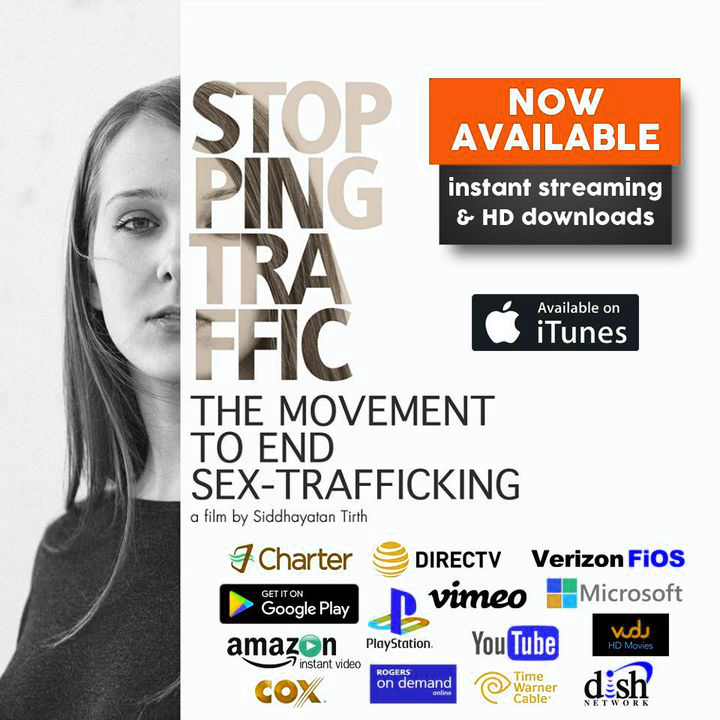 STOP
PING
TRA
FFIC
THE MOVEMENT
TO END
SEX-TRAFFICKING
a film by Siddhayatan Tirth
NOW
AVAILABLE
instant streaming
& HD downloads
Available on
iTunes
Charter
DIRECTV
Verizon FiOS
GET IT ON
Google Play
PlayStation.
vimeo
Microsoft
amazon
instant video
YouTube
vudu
HD Movies
COX.
ROGERS™
on demand
online
Time
Warner
Cable®
dish
NETWORK